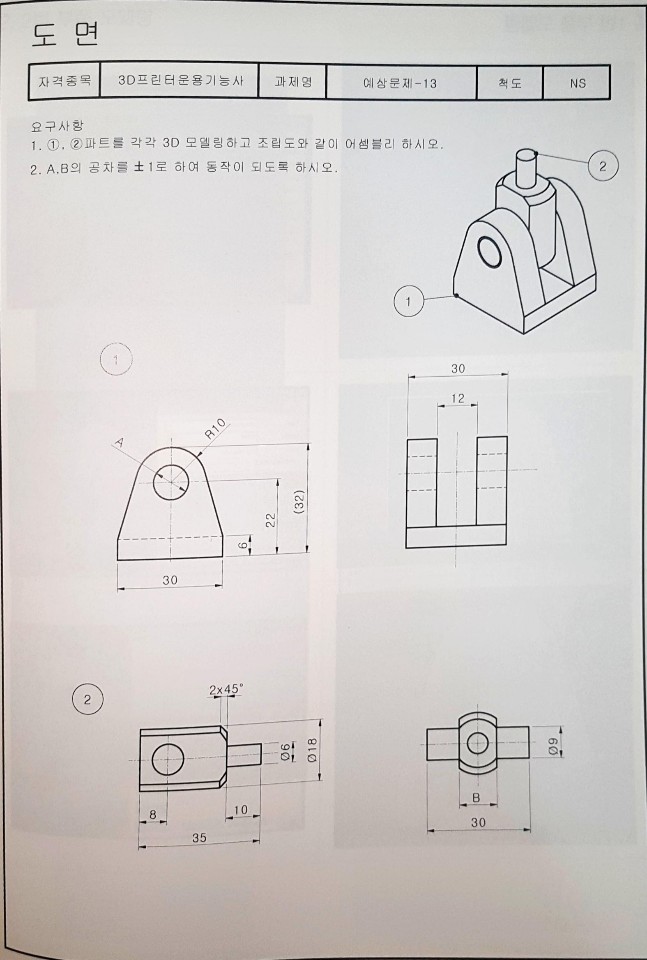 도 면
자격종목 3D프린터운용기능사 과제명 예상문제-13 척도 NS
요구사항
1. ①, ②파트를 각각 3D 모델링하고 조립도와 같이 어셈블리 하시오.
2. A,B의 공차를 ±1로 하여 동작이 되도록 하시오.
2
1
1
30
12
A
R10
22
(32)
6
30
2
2x45°
Ø6
Ø18
8
10
35
Ø9
B
30